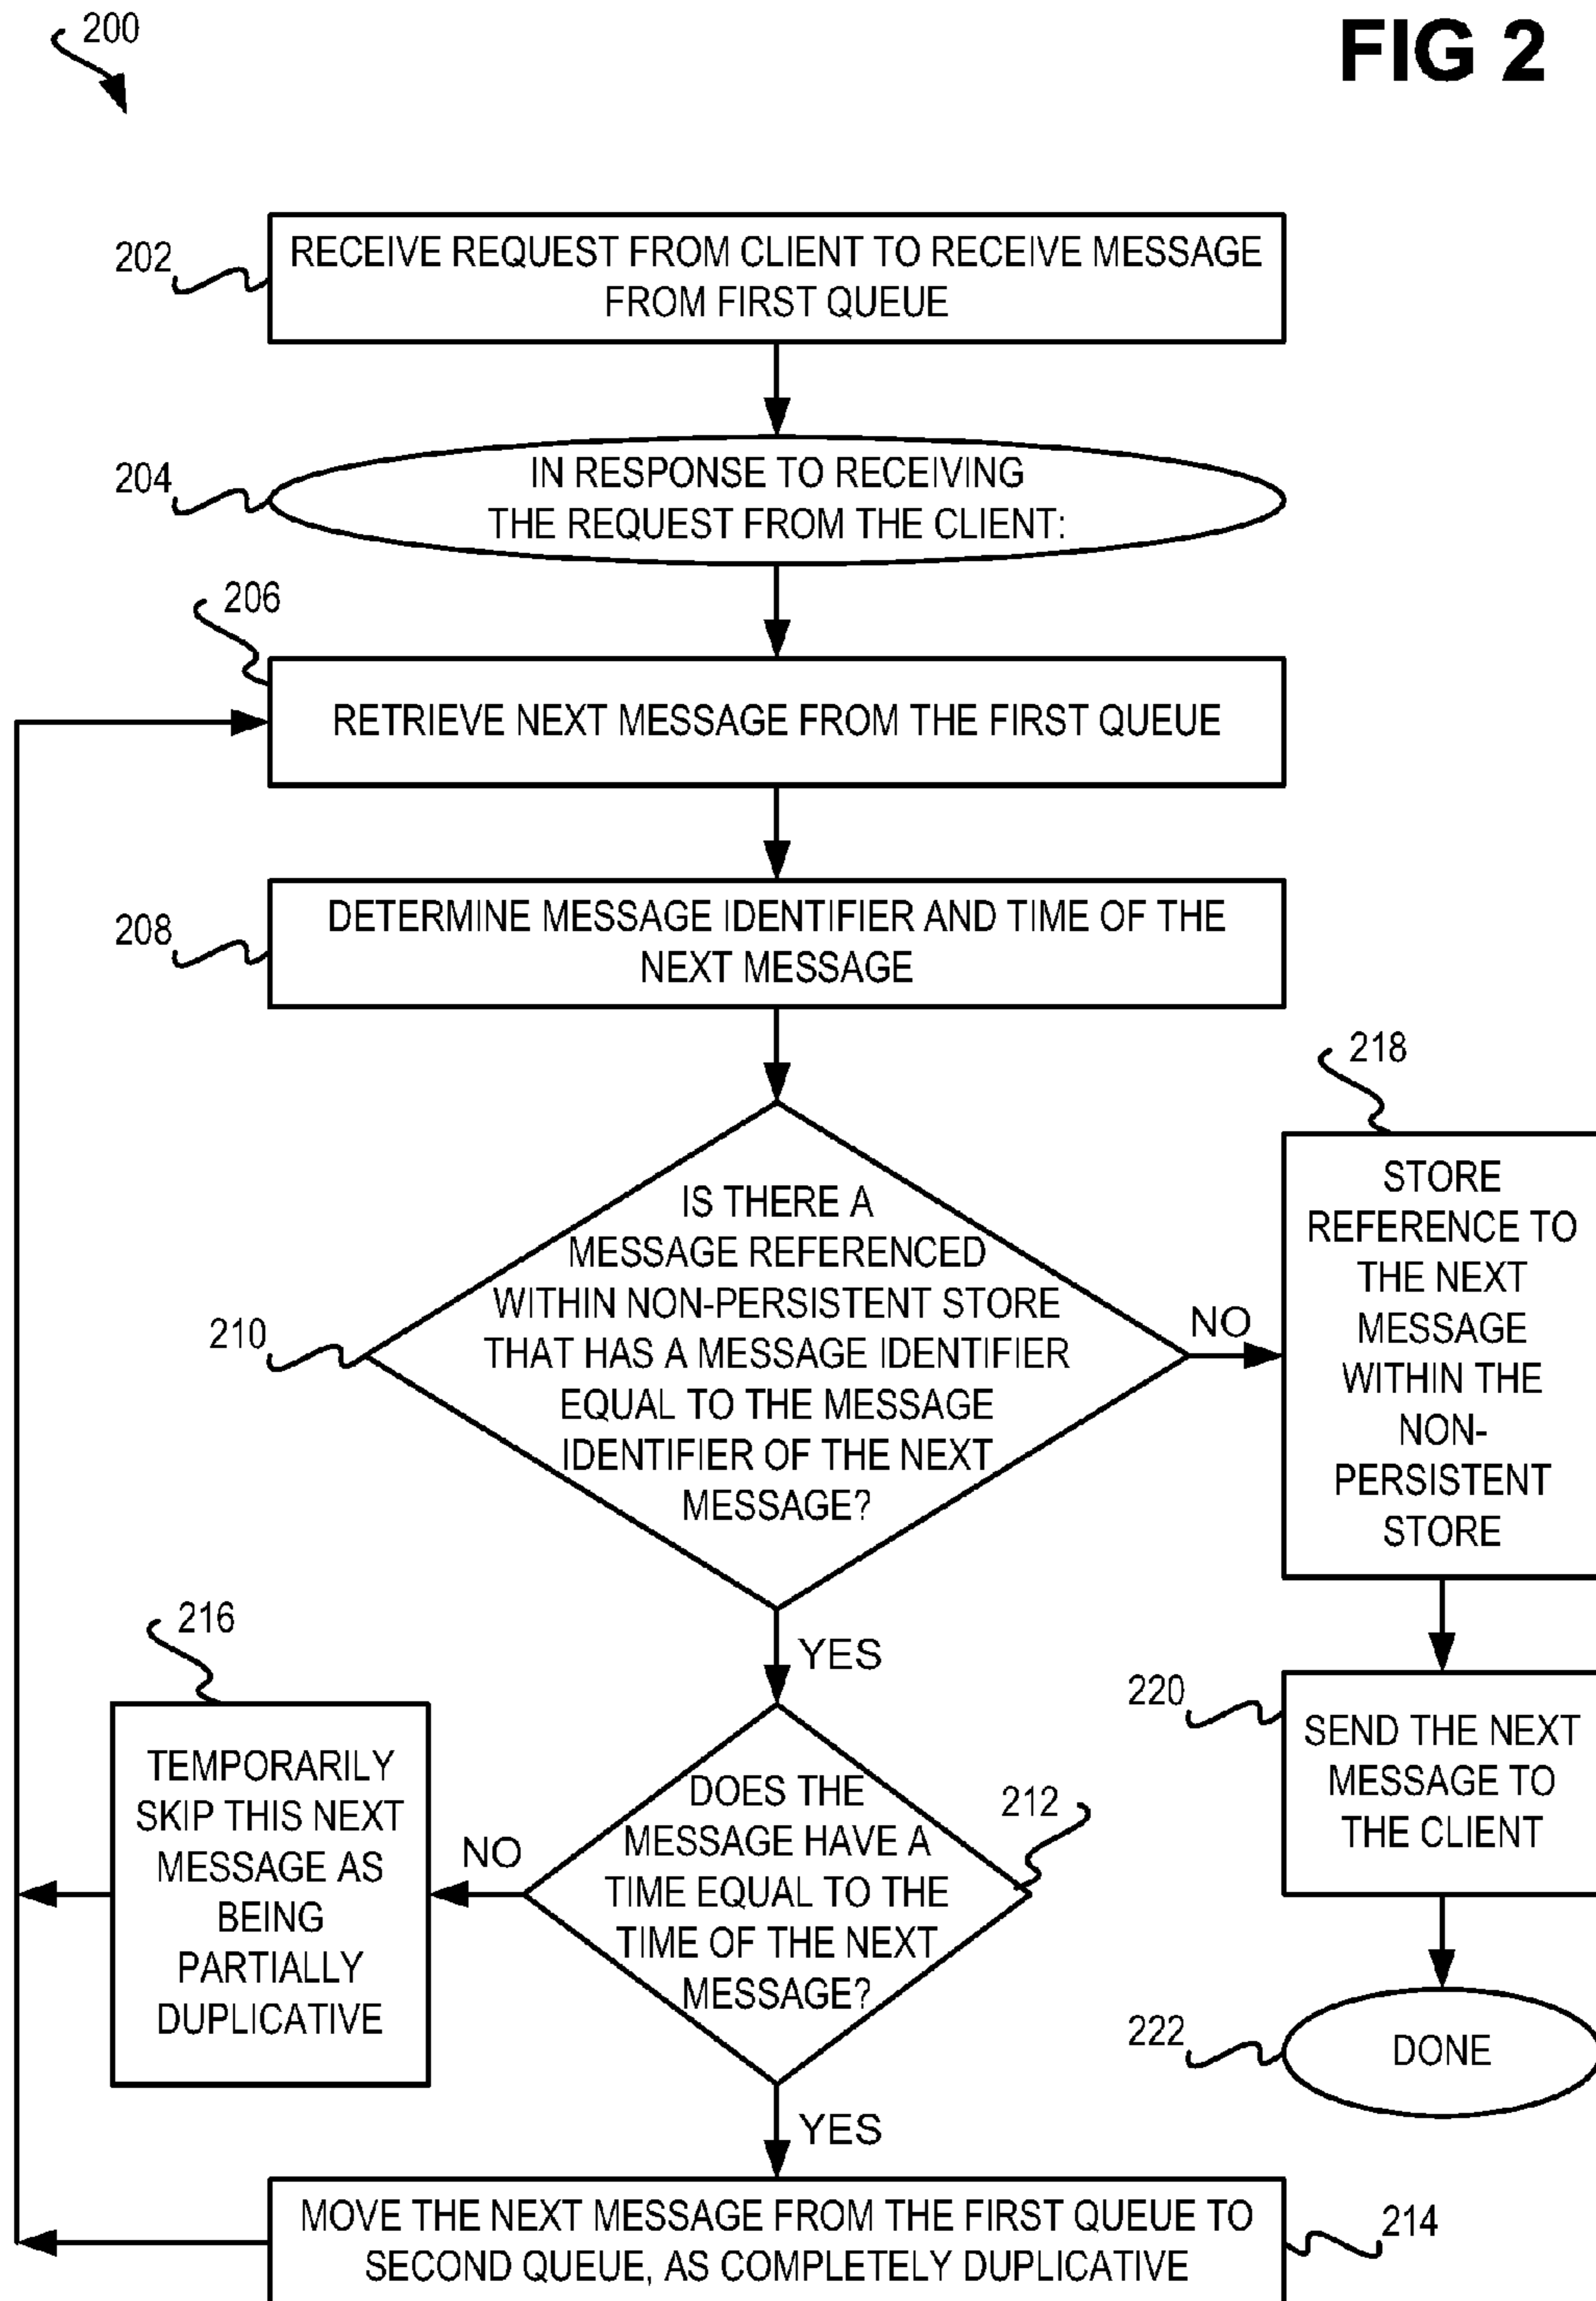 200
FIG 2
202
RECEIVE REQUEST FROM CLIENT TO RECEIVE MESSAGE
FROM FIRST QUEUE
204
IN RESPONSE TO RECEIVING
THE REQUEST FROM THE CLIENT:
206
RETRIEVE NEXT MESSAGE FROM THE FIRST QUEUE
208
DETERMINE MESSAGE IDENTIFIER AND TIME OF THE
NEXT MESSAGE
210
IS THERE A
MESSAGE REFERENCED
WITHIN NON-PERSISTENT STORE
THAT HAS A MESSAGE IDENTIFIER
EQUAL TO THE MESSAGE
IDENTIFIER OF THE NEXT
MESSAGE?
NO
218
STORE
REFERENCE TO
THE NEXT
MESSAGE
WITHIN THE
NON-
PERSISTENT
STORE
YES
216
TEMPORARILY
SKIP THIS NEXT
MESSAGE AS
BEING
PARTIALLY
DUPLICATIVE
NO
DOES THE
MESSAGE HAVE A
TIME EQUAL TO THE
TIME OF THE NEXT
MESSAGE?
212
220
SEND THE NEXT
MESSAGE TO
THE CLIENT
222
DONE
YES
MOVE THE NEXT MESSAGE FROM THE FIRST QUEUE TO
SECOND QUEUE, AS COMPLETELY DUPLICATIVE
214